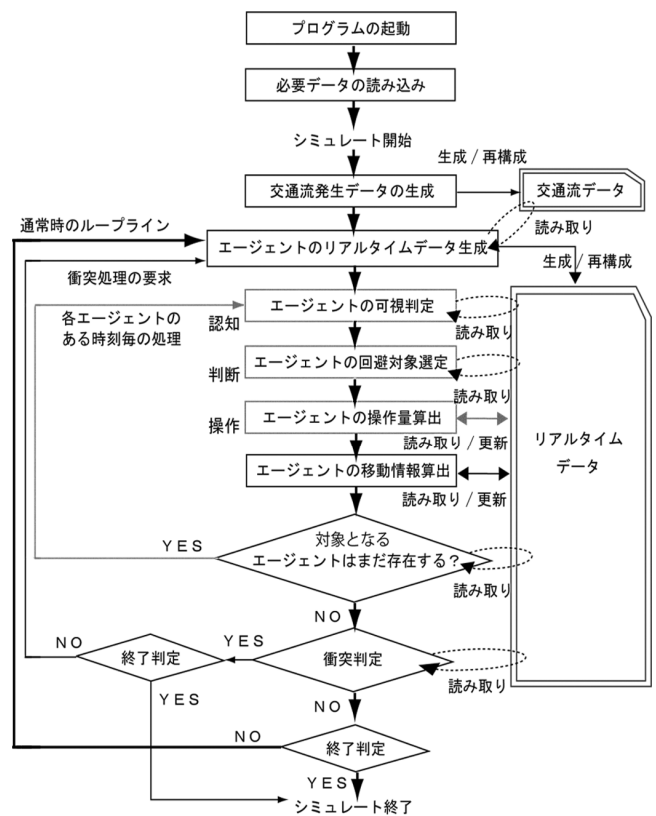 プログラムの起動
必要データの読み込み
シミュレート開始
生成 / 再構成
交通流発生データの生成
交通流データ
通常時のループライン
読み取り
エージェントのリアルタイムデータ生成
生成 / 再構成
衝突処理の要求
エージェントの可視判定
各エージェントの
ある時刻毎の処理
認知
読み取り
エージェントの回避対象選定
判断
読み取り
エージェントの操作量算出
操作
読み取り / 更新
リアルタイム
データ
エージェントの移動情報算出
読み取り / 更新
対象となる
エージェントはまだ存在する？
YES
読み取り
NO
NO
終了判定
YES
衝突判定
読み取り
YES
NO
NO
終了判定
YES
シミュレート終了